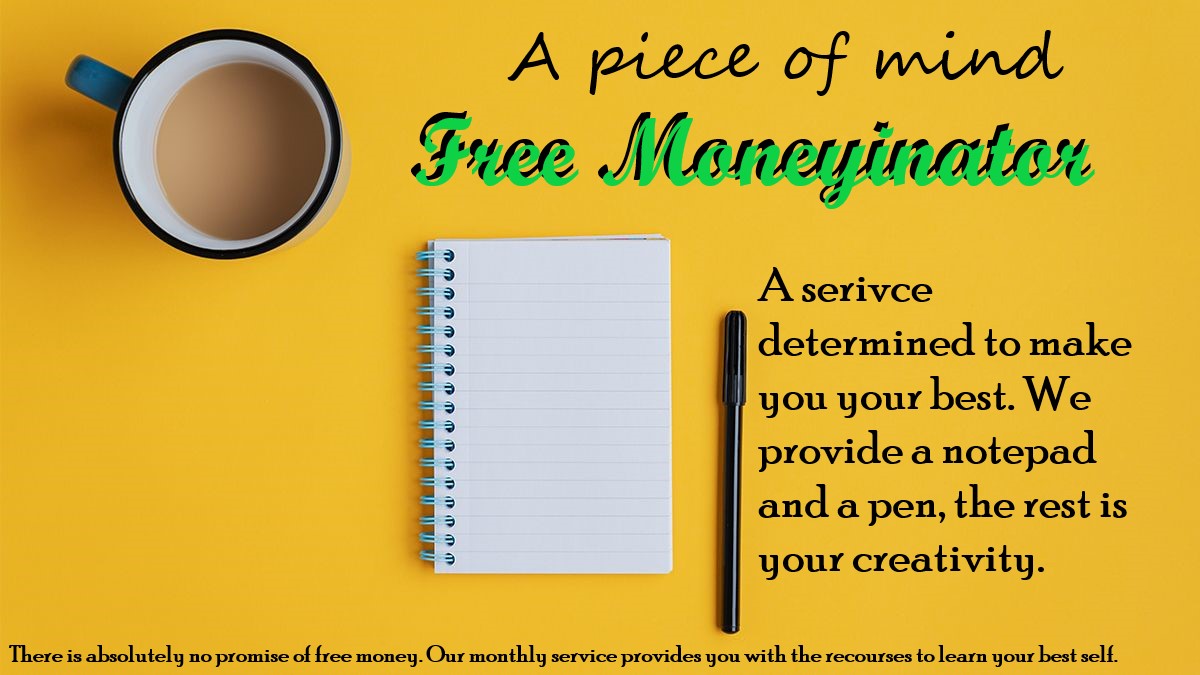 A piece of mind
Free Moneyinator
A serivce
determined to make
you your best. We
provide a notepad
and a pen, the rest is
your creativity.
There is absolutely no promise of free money. Our monthly service provides you with the recourses to learn your best self.